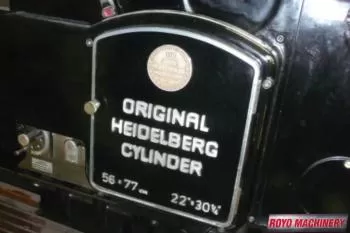 ORIGINAL
HEIDELBERG
CYLINDER
56 × 77 cm 22" × 30¼"
ROYO MACHINERY